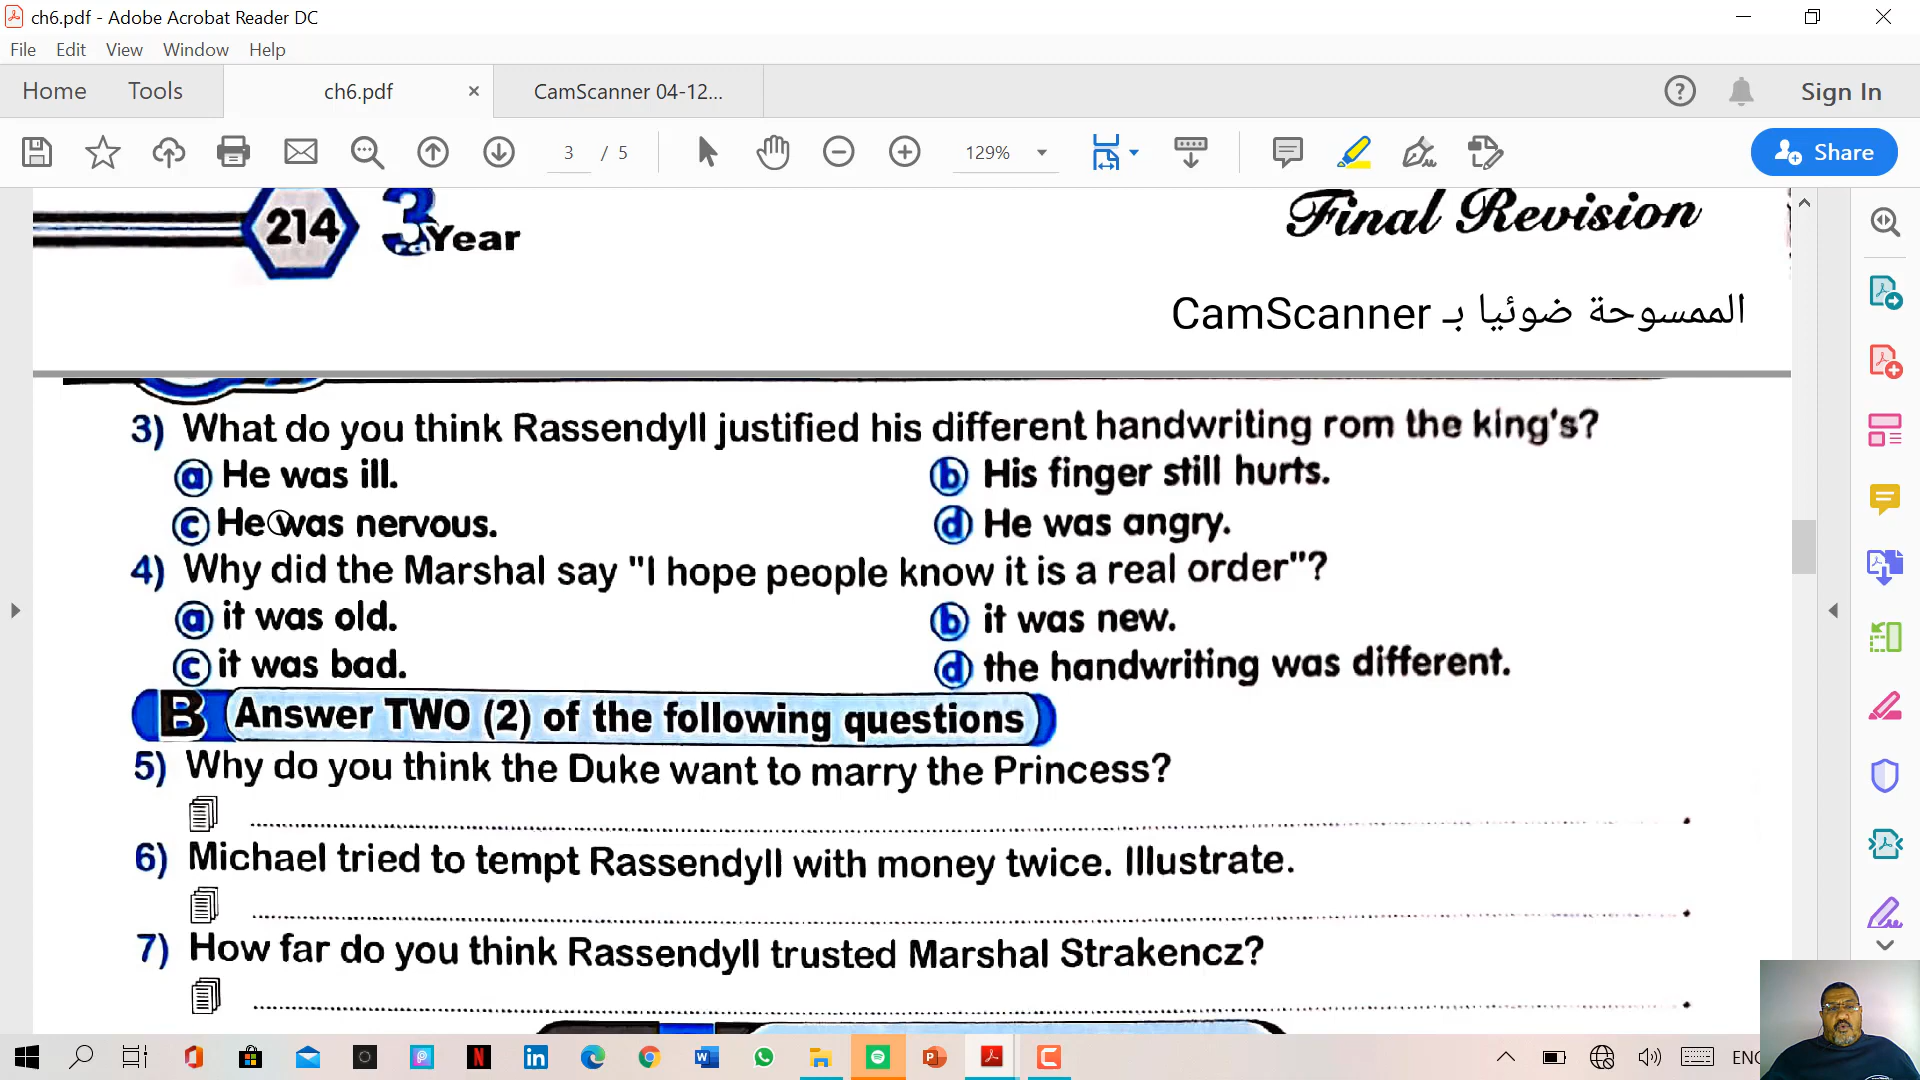 ch6.pdf - Adobe Acrobat Reader DC
File Edit View Window Help
Home Tools ch6.pdf × CamScanner 04-12... ? Sign In
3 / 5 129% Share
214 3rd Year Final Revision
الممسوحة ضوئيا بـ CamScanner
3) What do you think Rassendyll justified his different handwriting rom the king's?
a He was ill. b His finger still hurts.
c He was nervous. d He was angry.
4) Why did the Marshal say "I hope people know it is a real order"?
a it was old. b it was new.
c it was bad. d the handwriting was different.
B Answer TWO (2) of the following questions
5) Why do you think the Duke want to marry the Princess?
6) Michael tried to tempt Rassendyll with money twice. Illustrate.
7) How far do you think Rassendyll trusted Marshal Strakencz?